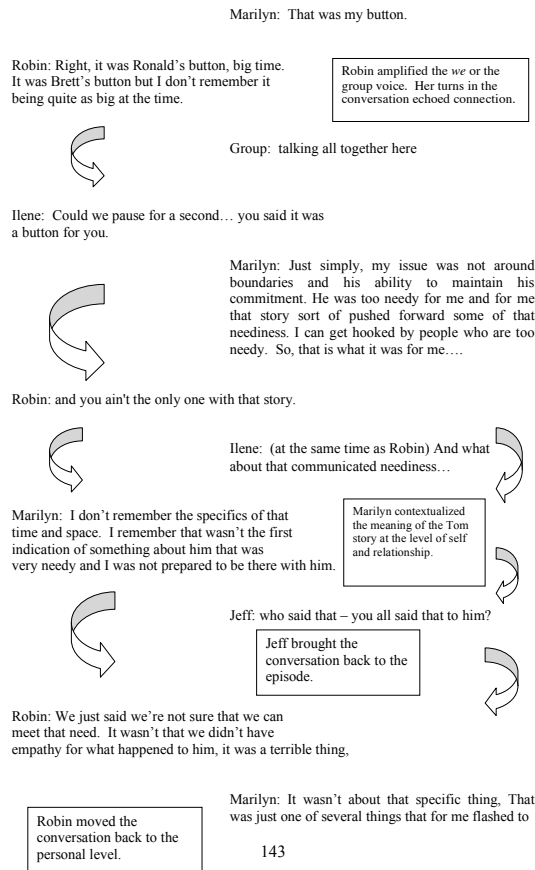 Marilyn: That was my button.
Robin: Right, it was Ronald’s button, big time.
It was Brett’s button but I don’t remember it
being quite as big at the time.
Robin amplified the we or the
group voice. Her turns in the
conversation echoed connection.
Group: talking all together here
Ilene: Could we pause for a second… you said it was
a button for you.
Marilyn: Just simply, my issue was not around
boundaries and his ability to maintain his
commitment. He was too needy for me and for me
that story sort of pushed forward some of that
neediness. I can get hooked by people who are too
needy. So, that is what it was for me….
Robin: and you ain't the only one with that story.
Ilene: (at the same time as Robin) And what
about that communicated neediness…
Marilyn: I don’t remember the specifics of that
time and space. I remember that wasn’t the first
indication of something about him that was
very needy and I was not prepared to be there with him.
Marilyn contextualized
the meaning of the Tom
story at the level of self
and relationship.
Jeff: who said that – you all said that to him?
Jeff brought the
conversation back to the
episode.
Robin: We just said we’re not sure that we can
meet that need. It wasn’t that we didn’t have
empathy for what happened to him, it was a terrible thing,
Marilyn: It wasn’t about that specific thing, That
was just one of several things that for me flashed to
Robin moved the
conversation back to the
personal level.
143